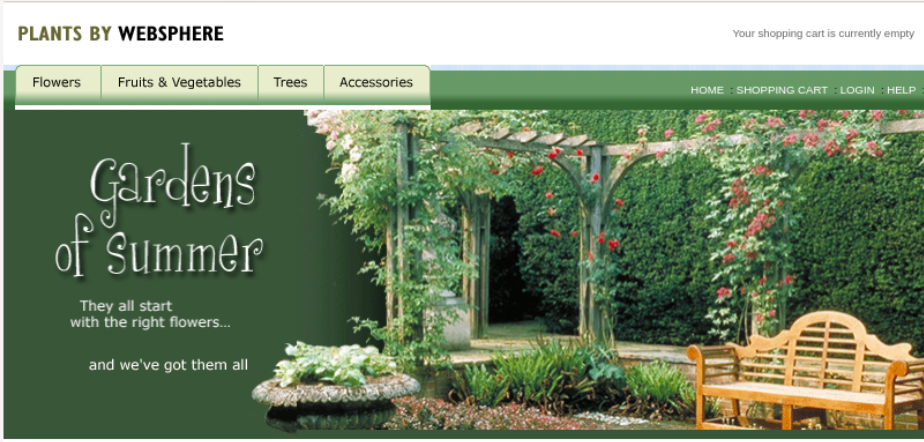 PLANTS BY WEBSPHERE
Your shopping cart is currently empty
Flowers
Fruits & Vegetables
Trees
Accessories
HOME : SHOPPING CART : LOGIN : HELP :
Gardens
of summer
They all start
with the right flowers...
and we've got them all